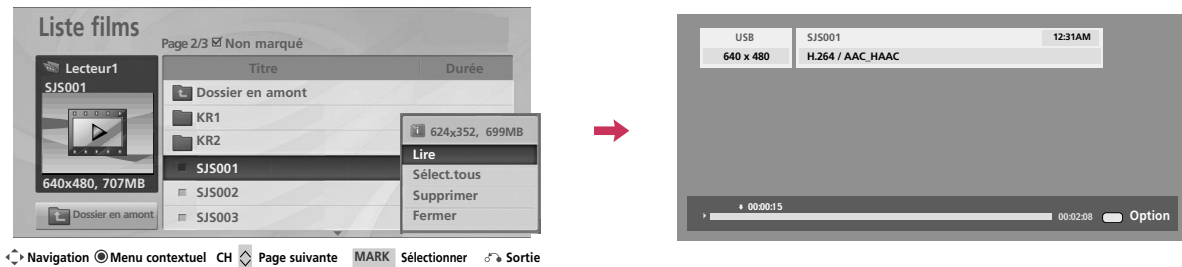 Liste films
Page 2/3 ☑ Non marqué
Lecteur1
SJS001
640x480, 707MB
Dossier en amont
Titre Durée
Dossier en amont
KR1
KR2
SJS001
SJS002
SJS003
624x352, 699MB
Lire
Sélect.tous
Supprimer
Fermer
Navigation Menu contextuel CH Page suivante MARK Sélectionner Sortie
USB SJS001 12:31AM
640 x 480 H.264 / AAC_HAAC
00:00:15
00:02:08 Option